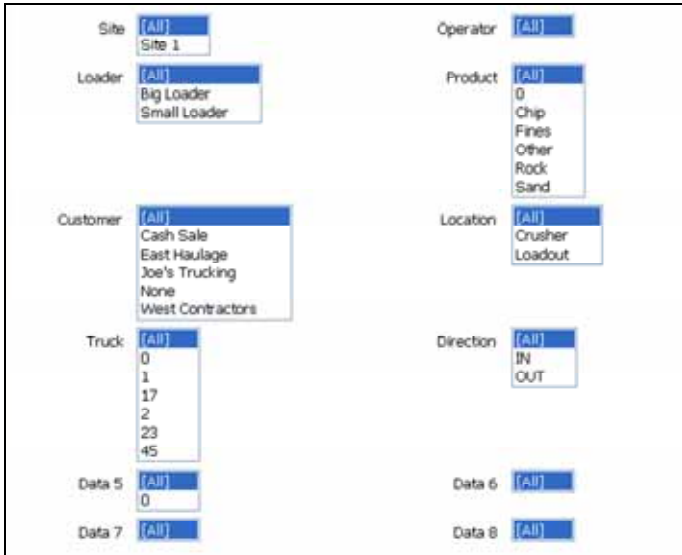 Site [All]
Site 1
Operator [All]
Loader [All]
Big Loader
Small Loader
Product [All]
0
Chip
Fines
Other
Rock
Sand
Customer [All]
Cash Sale
East Haulage
Joe's Trucking
None
West Contractors
Location [All]
Crusher
Loadout
Truck [All]
0
1
17
2
23
45
Direction [All]
IN
OUT
Data 5 [All]
0
Data 6 [All]
Data 7 [All]
Data 8 [All]